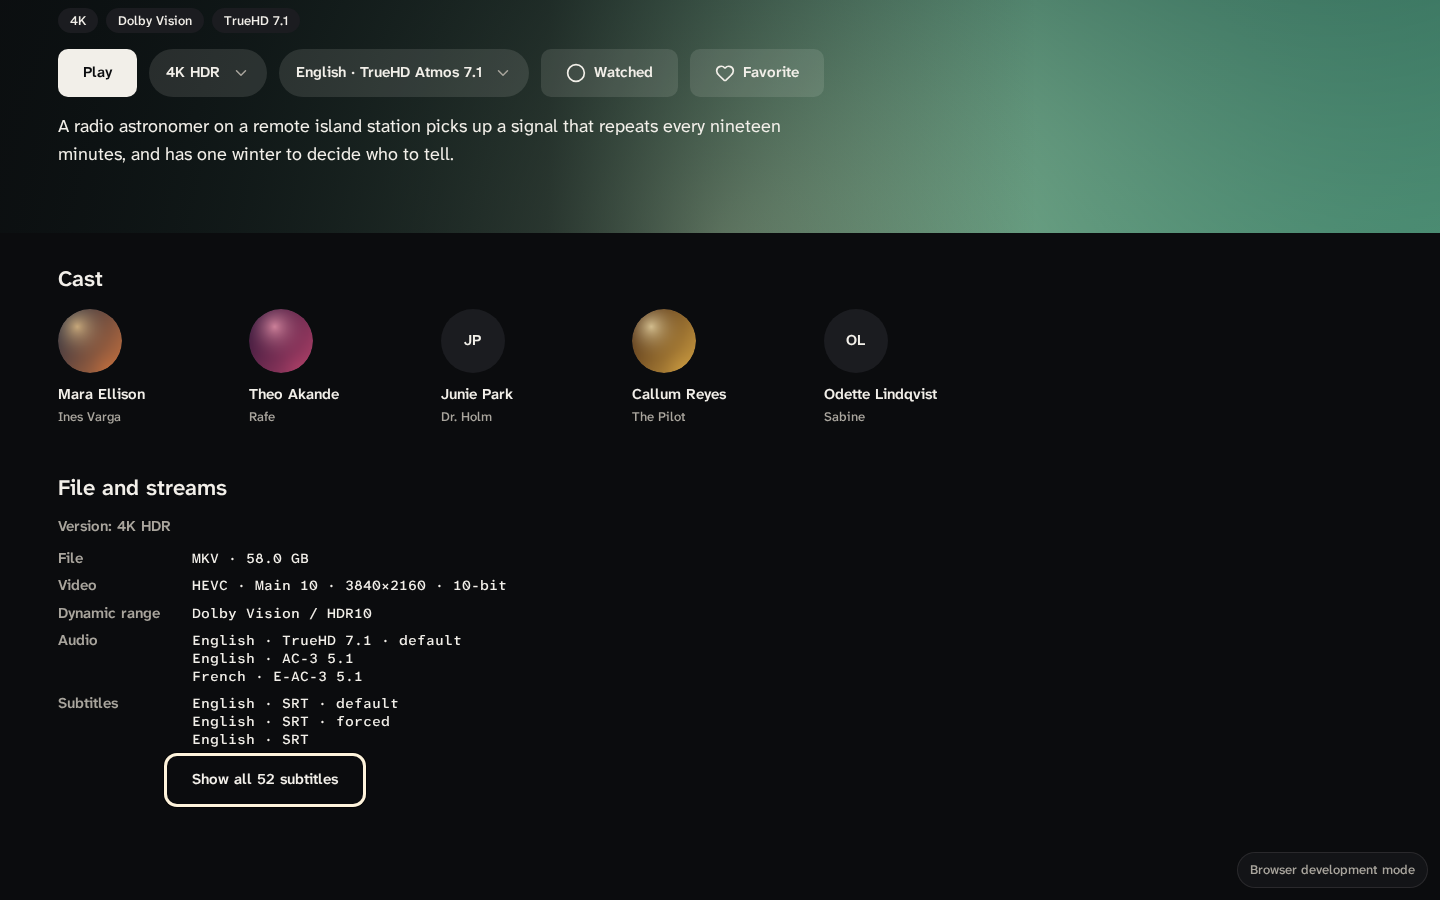 4K Dolby Vision TrueHD 7.1
Play 4K HDR English · TrueHD Atmos 7.1 Watched Favorite
A radio astronomer on a remote island station picks up a signal that repeats every nineteen
minutes, and has one winter to decide who to tell.
Cast
JP OL
Mara Ellison Theo Akande Junie Park Callum Reyes Odette Lindqvist
Ines Varga Rafe Dr. Holm The Pilot Sabine
File and streams
Version: 4K HDR
File MKV · 58.0 GB
Video HEVC · Main 10 · 3840×2160 · 10-bit
Dynamic range Dolby Vision / HDR10
Audio English · TrueHD 7.1 · default
English · AC-3 5.1
French · E-AC-3 5.1
Subtitles English · SRT · default
English · SRT · forced
English · SRT
Show all 52 subtitles
Browser development mode